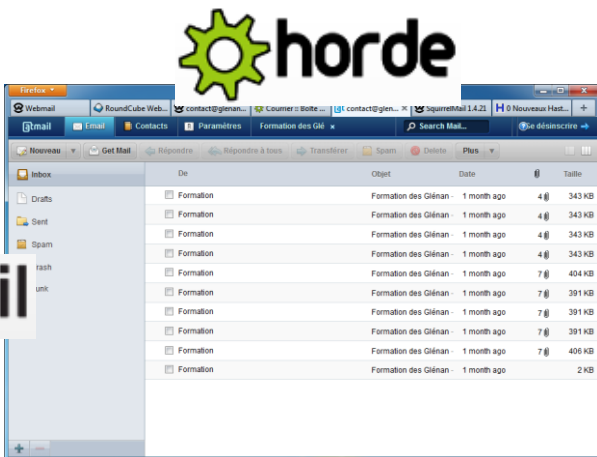 horde
Firefox
Webmail
RoundCube Web...
contact@glenan...
Courrier :: Boîte ...
contact@glen...
SquirrelMail 1.4.21
0 Nouveaux Hast...
@tmail
Email
Contacts
Paramètres
Formation des Glé
Search Mail...
Se désinscrire
Nouveau
Get Mail
Répondre
Répondre à tous
Transférer
Spam
Delete
Plus
Inbox
Drafts
Sent
Spam
rash
unk
il
De Objet Date Taille
Formation Formation des Glénan - 1 month ago 4 343 KB
Formation Formation des Glénan - 1 month ago 4 343 KB
Formation Formation des Glénan - 1 month ago 4 343 KB
Formation Formation des Glénan - 1 month ago 4 343 KB
Formation Formation des Glénan - 1 month ago 7 404 KB
Formation Formation des Glénan - 1 month ago 7 391 KB
Formation Formation des Glénan - 1 month ago 7 391 KB
Formation Formation des Glénan - 1 month ago 7 391 KB
Formation Formation des Glénan - 1 month ago 7 406 KB
Formation Formation des Glénan - 1 month ago 2 KB